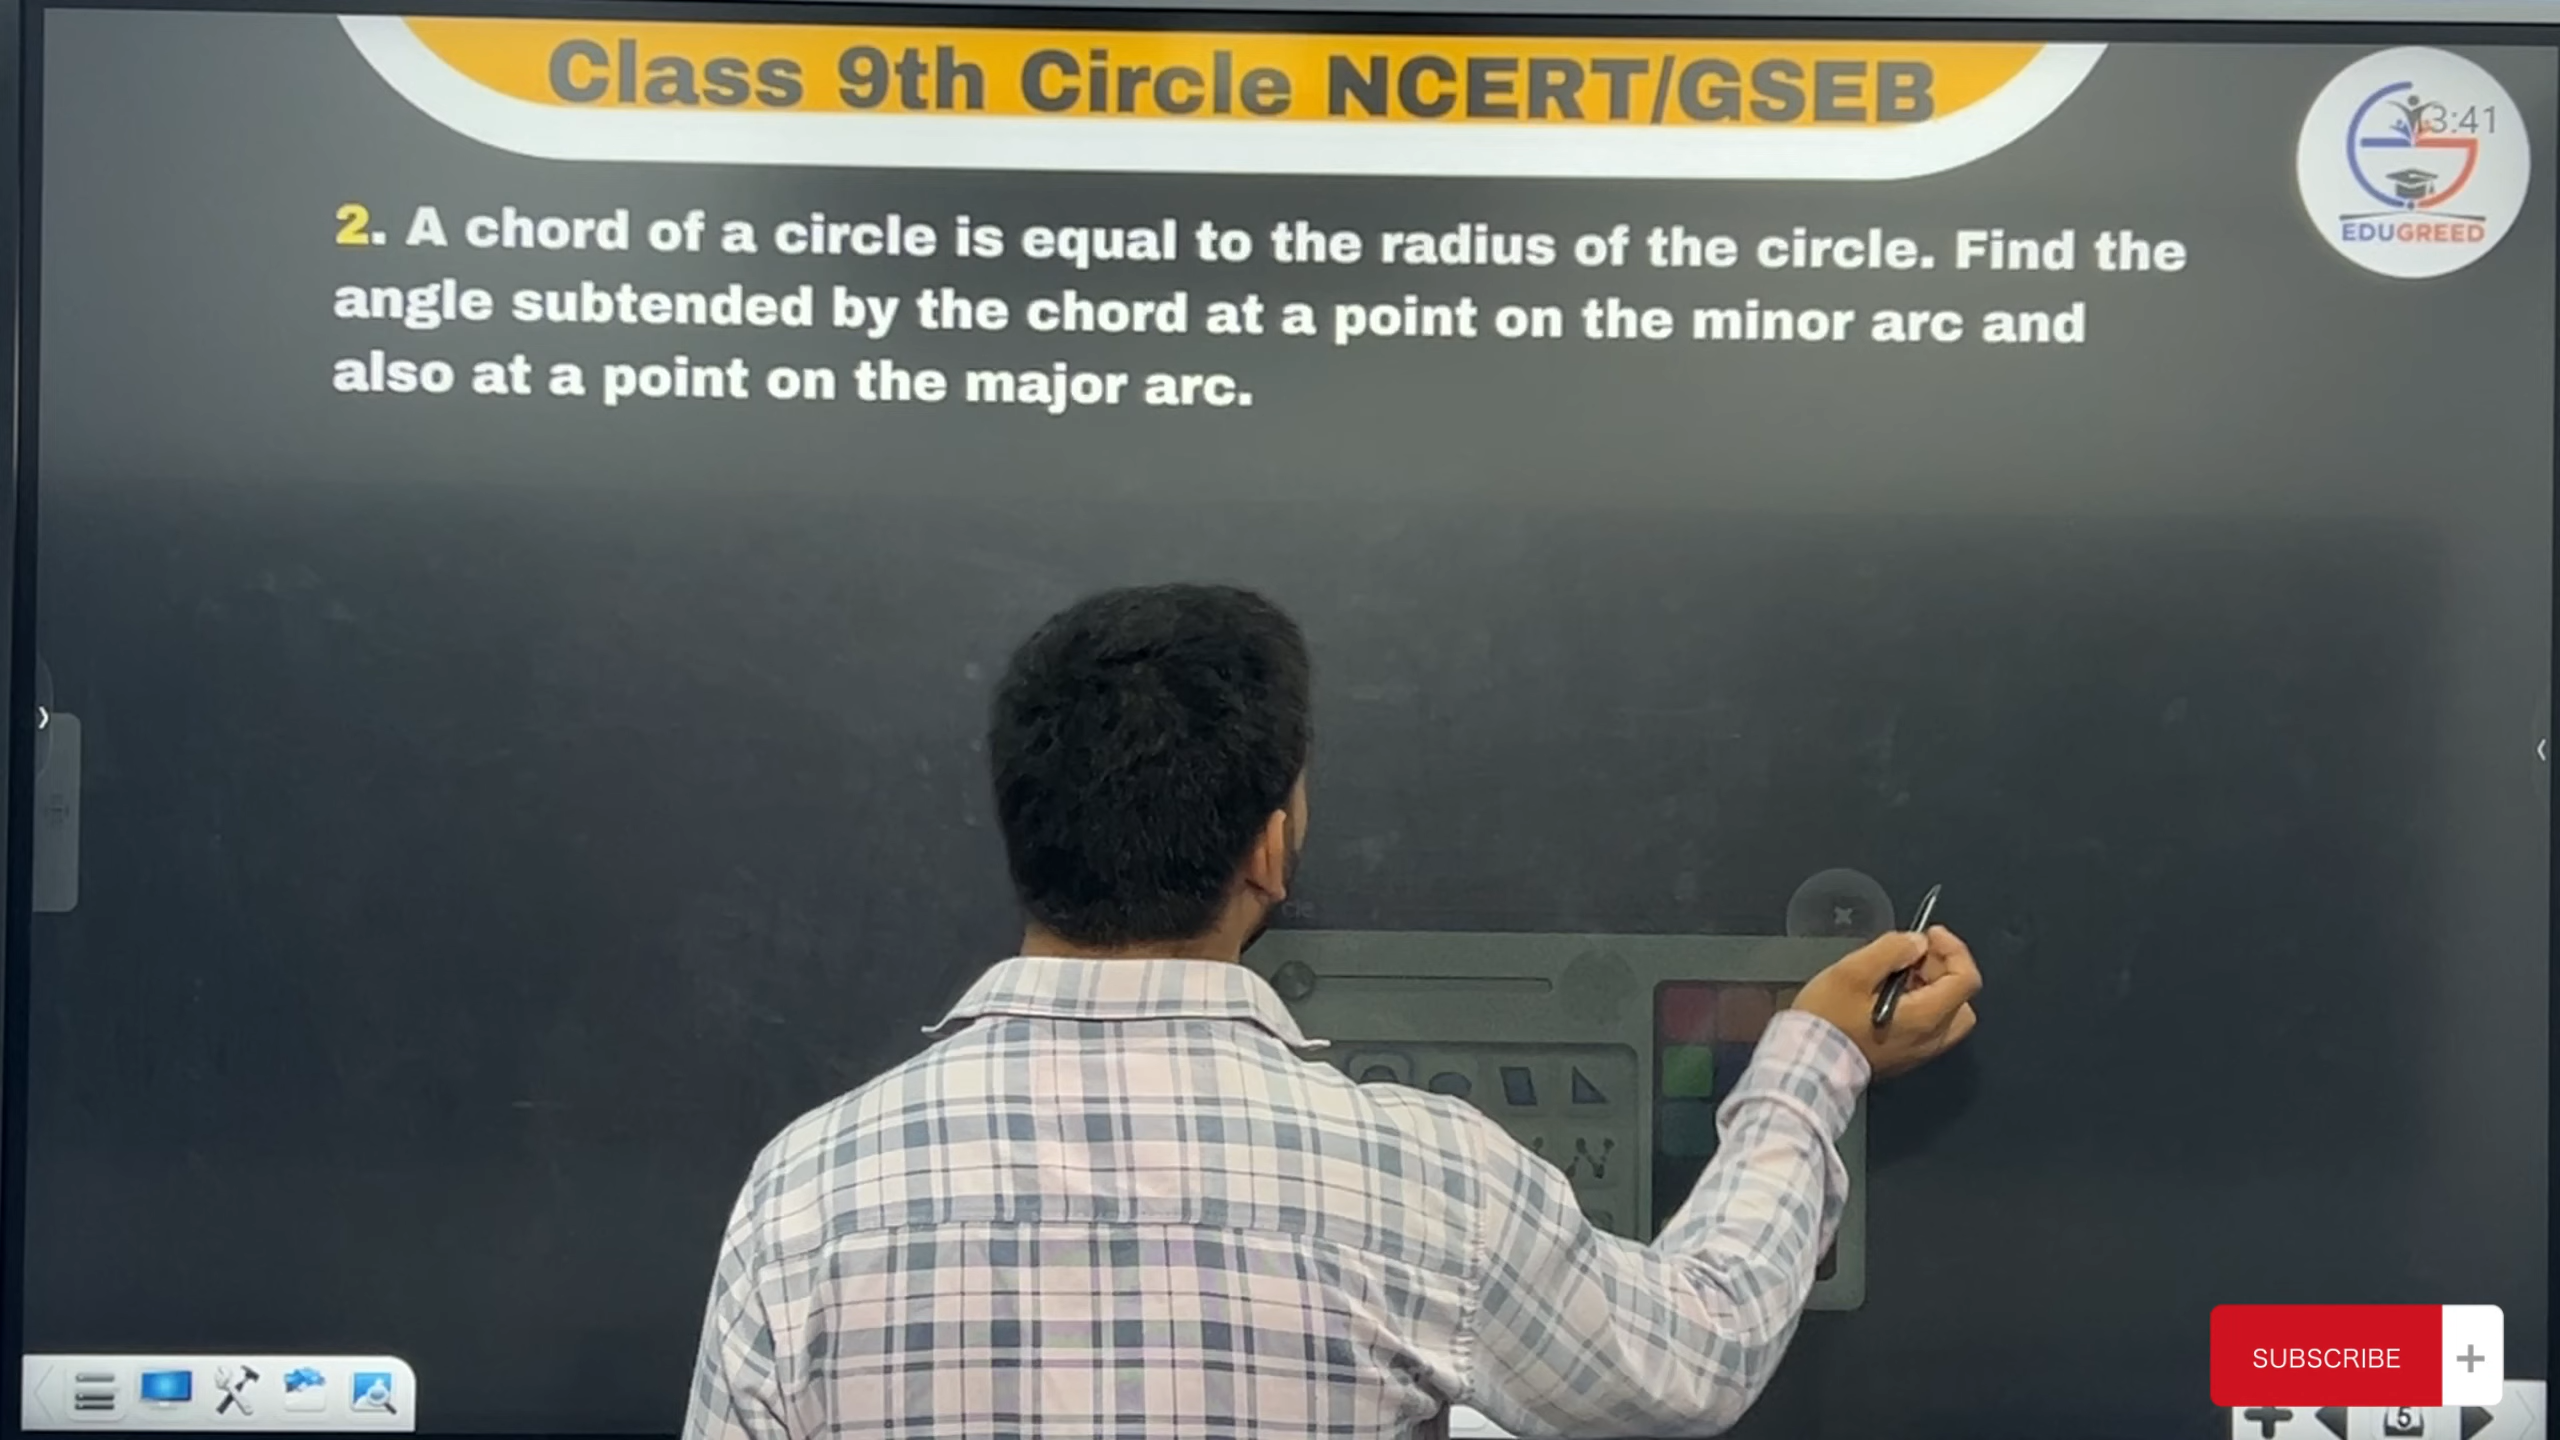 Class 9th Circle NCERT/GSEB
3:41
EDUGREED
2. A chord of a circle is equal to the radius of the circle. Find the
angle subtended by the chord at a point on the minor arc and
also at a point on the major arc.
SUBSCRIBE +
5